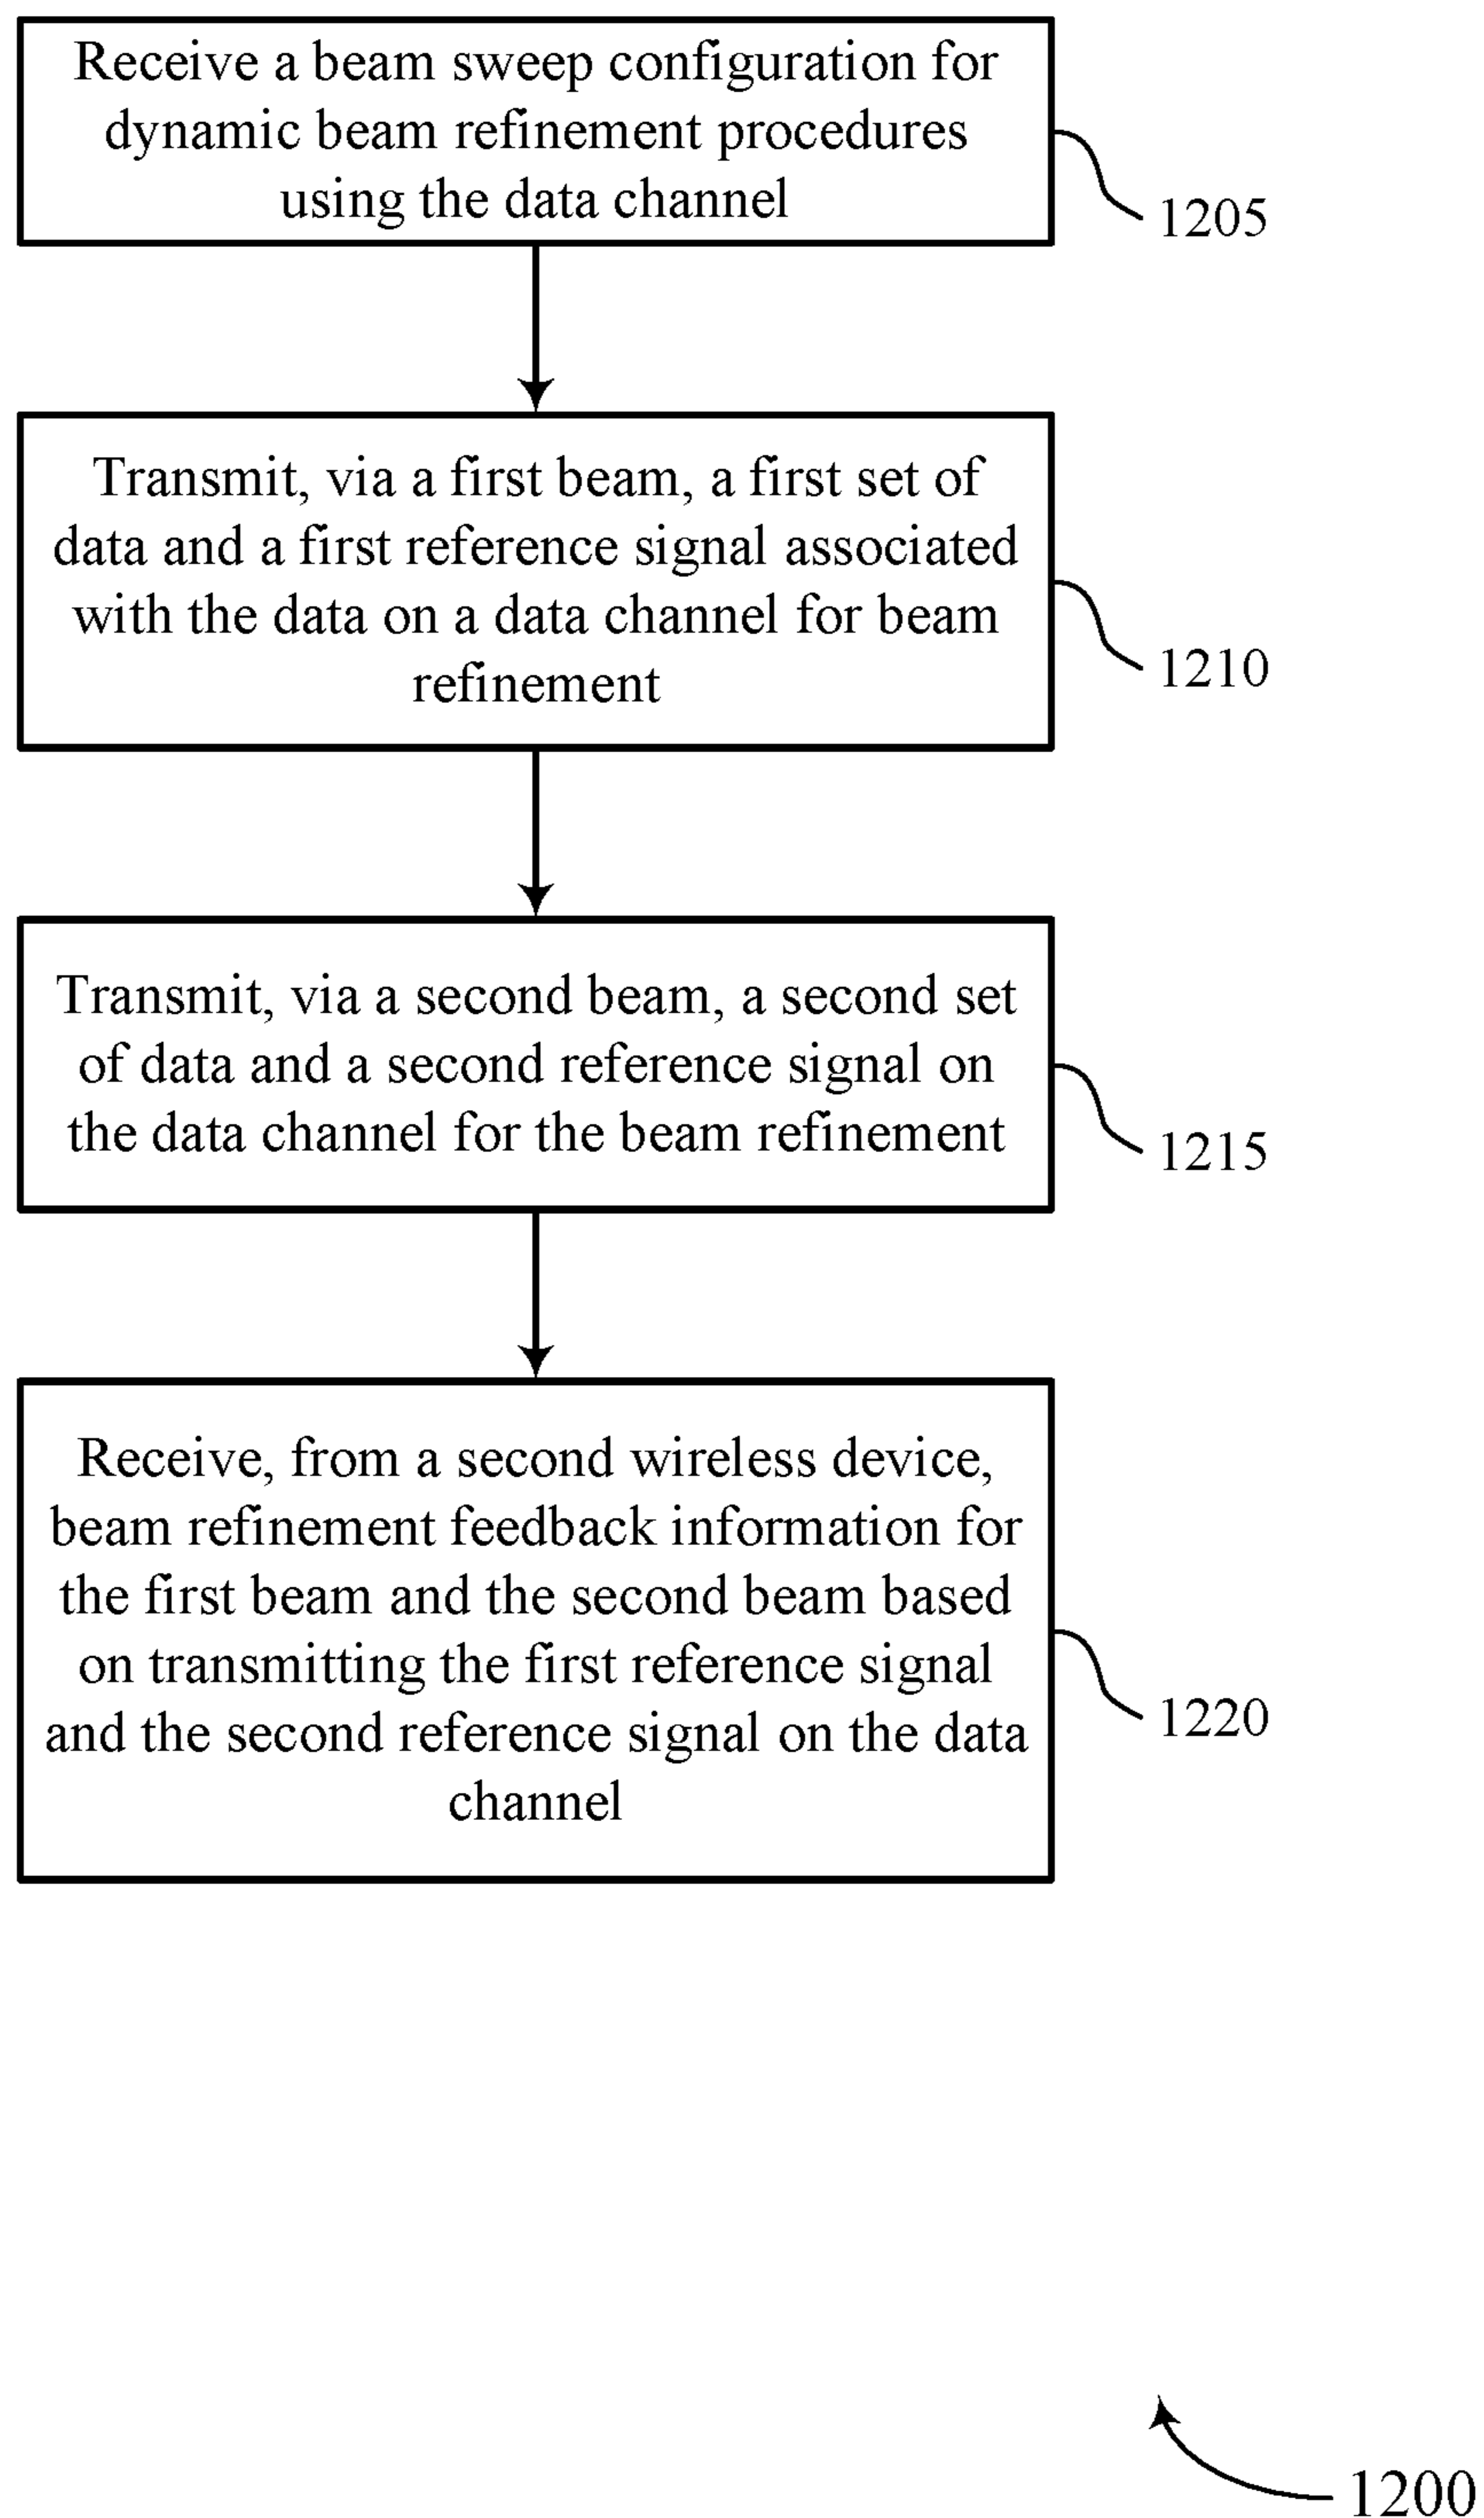 Receive a beam sweep configuration for
dynamic beam refinement procedures
using the data channel
1205
Transmit, via a first beam, a first set of
data and a first reference signal associated
with the data on a data channel for beam
refinement
1210
Transmit, via a second beam, a second set
of data and a second reference signal on
the data channel for the beam refinement
1215
Receive, from a second wireless device,
beam refinement feedback information for
the first beam and the second beam based
on transmitting the first reference signal
and the second reference signal on the data
channel
1220
1200